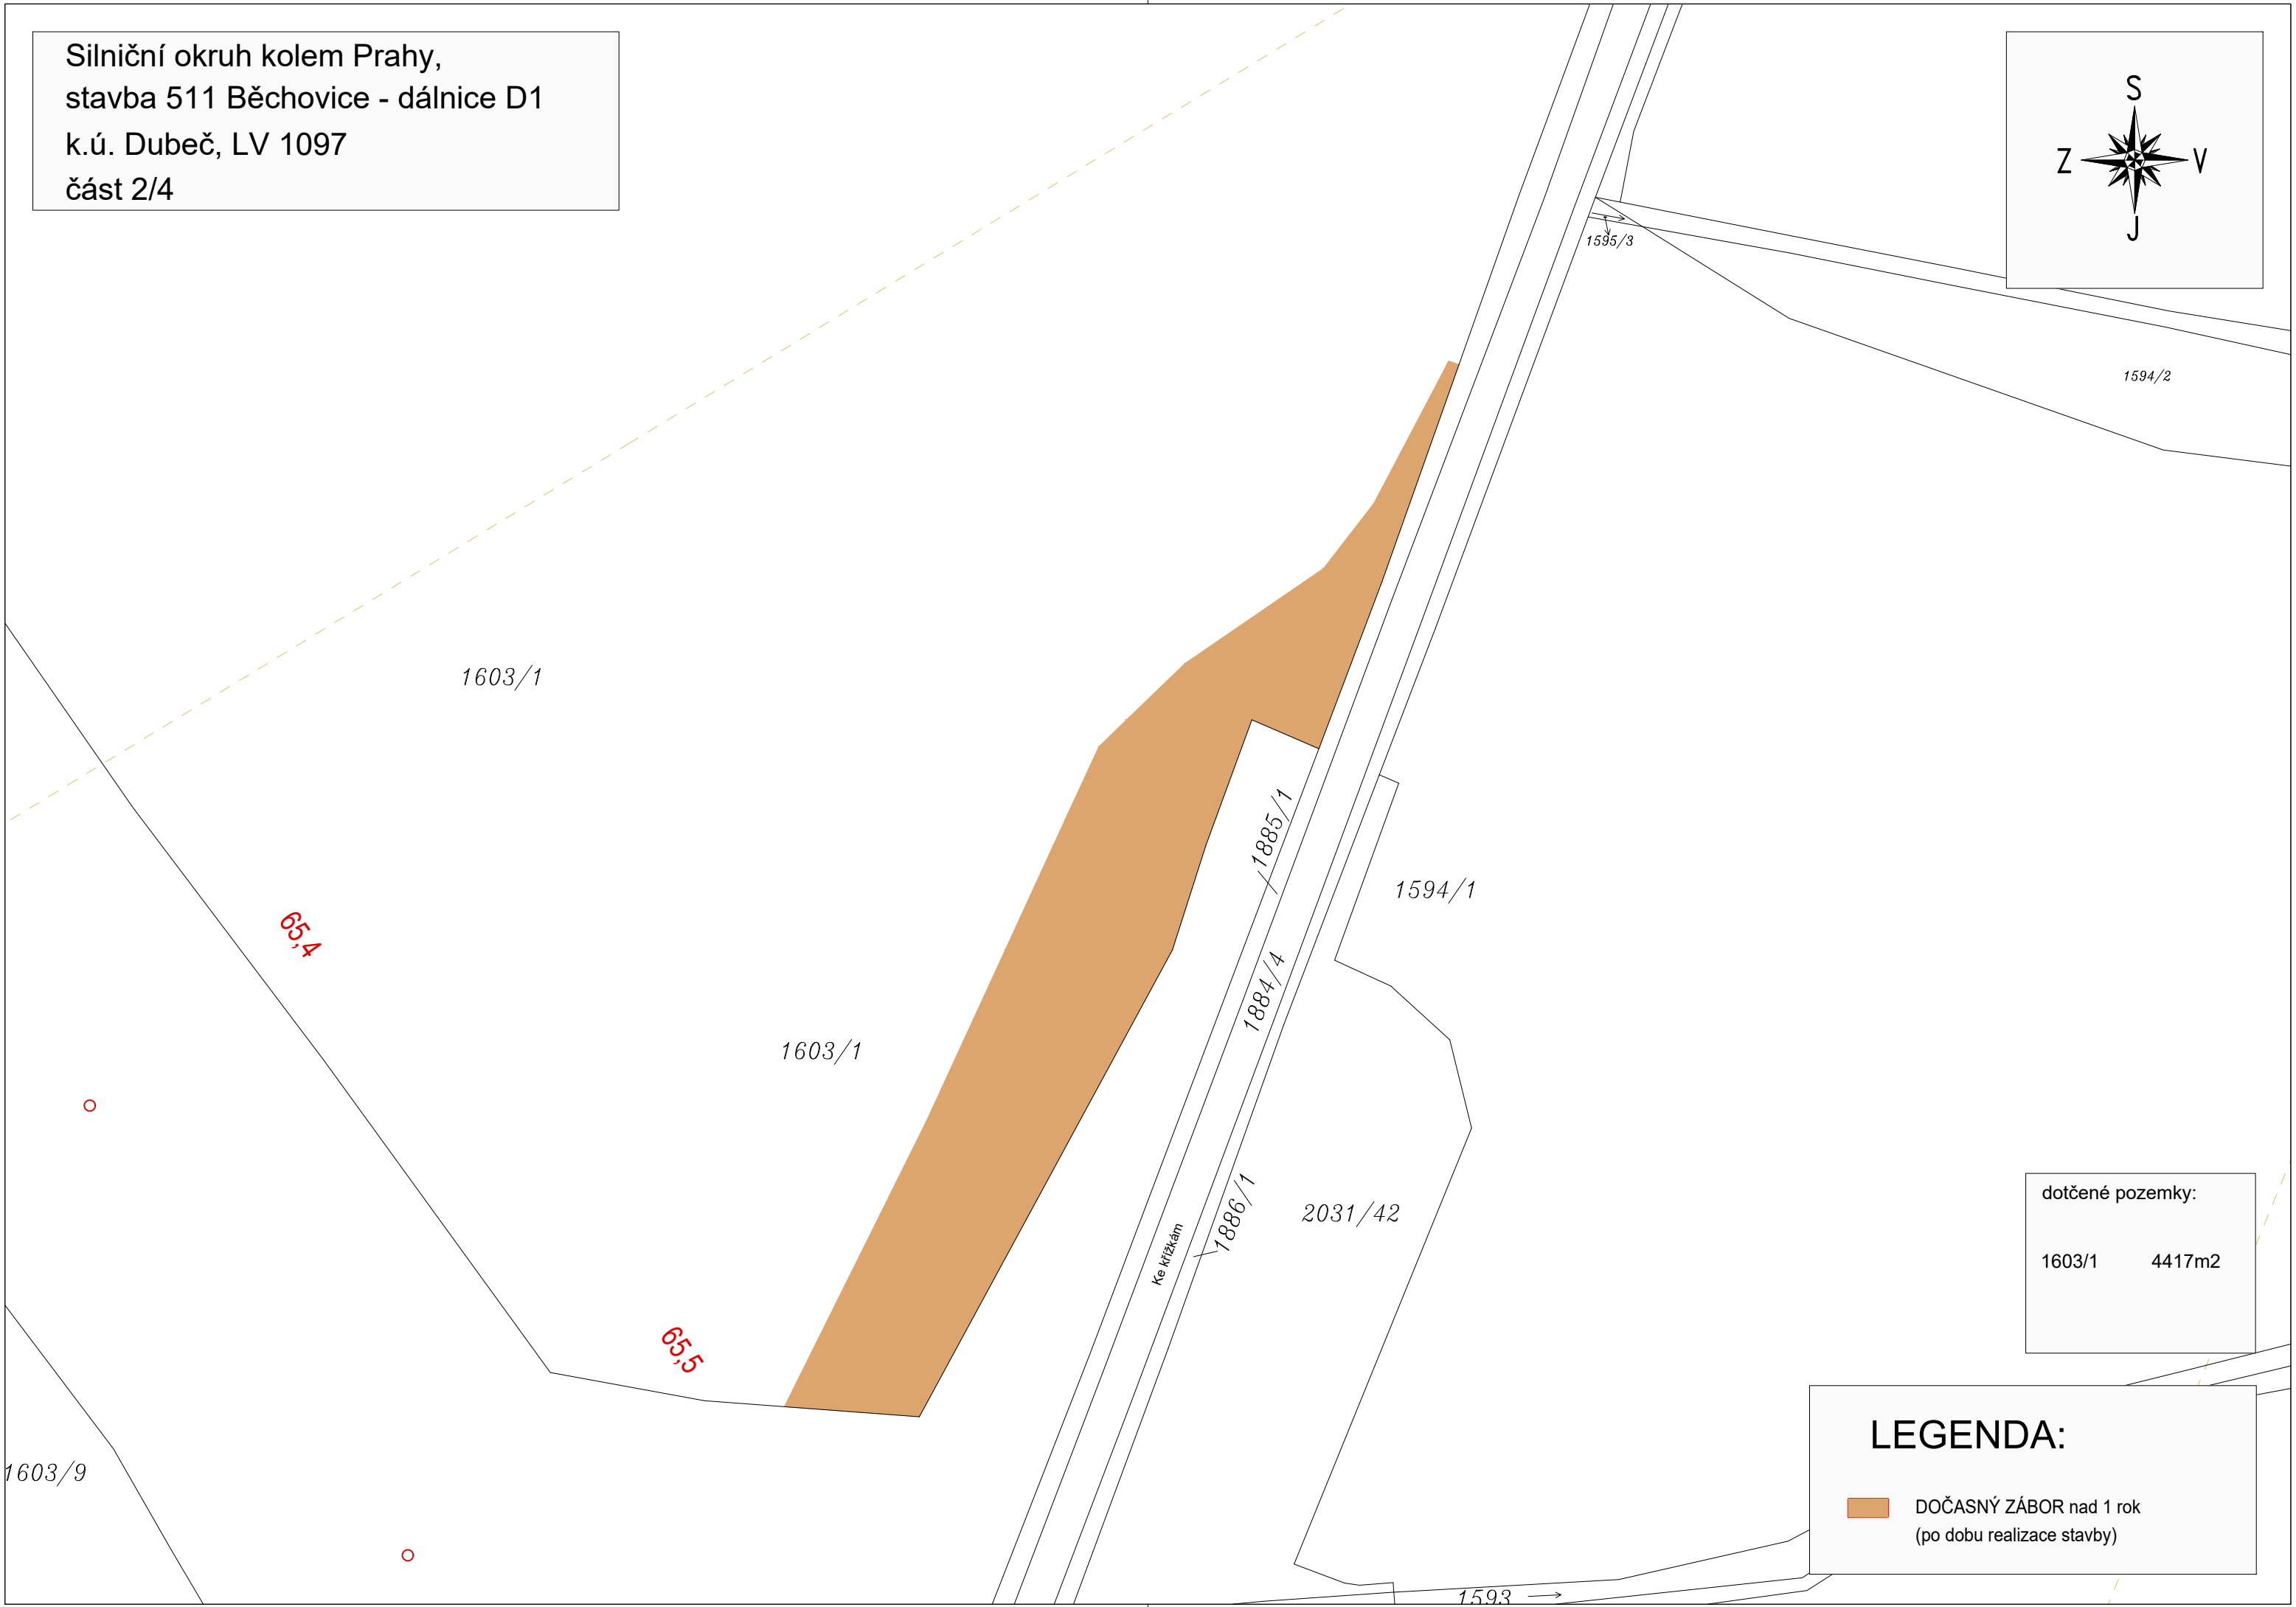 Silniční okruh kolem Prahy,
stavba 511 Běchovice - dálnice D1
k.ú. Dubeč, LV 1097
část 2/4
S
Z
V
J
1595/3
1594/2
1603/1
1885/1
1594/1
65,4
1884/4
1603/1
1886/1
2031/42
Ke křížkám
dotčené pozemky:
1603/1 4417m2
65,5
LEGENDA:
1603/9
DOČASNÝ ZÁBOR nad 1 rok
(po dobu realizace stavby)
1593